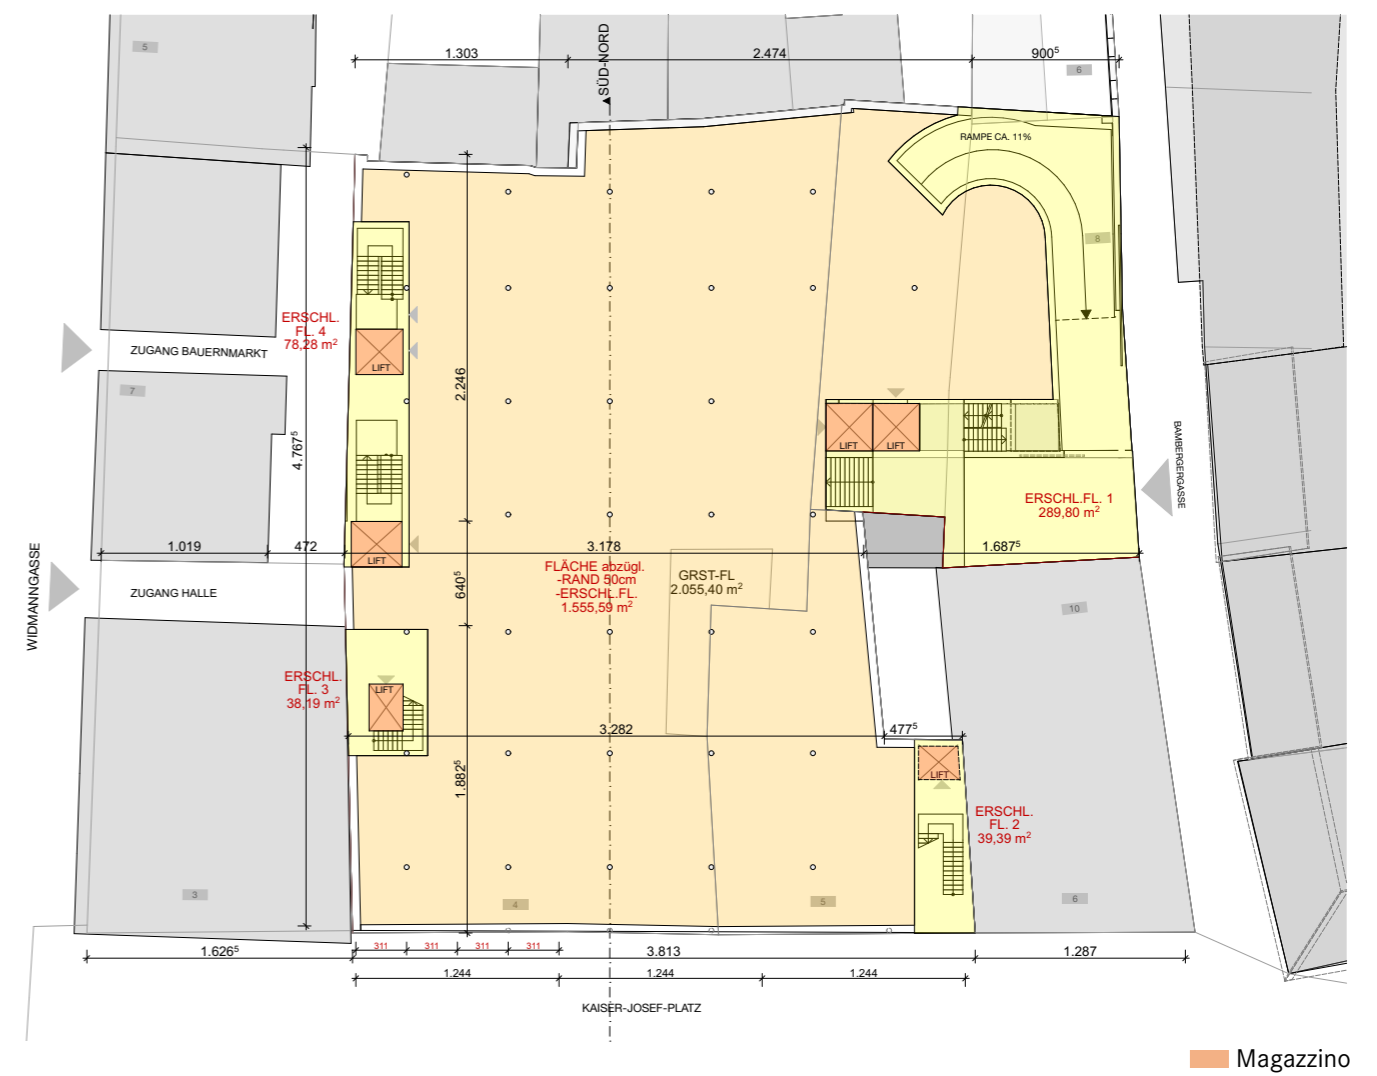 5
1.303
SÜD-NORD
2.474
900⁵
6
RAMPE CA. 11%
8
ERSCHL.
FL. 4
78,28 m²
ZUGANG BAUERNMARKT
LIFT
7
2.246
4.767⁵
LIFT
LIFT
BAMBERGERGASSE
ERSCHL.FL. 1
289,80 m²
WIDMANNGASSE
1.019
472
LIFT
3.178
1.687⁵
FLÄCHE abzügl.
-RAND 50cm
-ERSCHL.FL.
1.555,59 m²
GRST-FL
2.055,40 m²
640⁵
ZUGANG HALLE
10
ERSCHL.
FL. 3
38,19 m²
LIFT
3.282
477⁵
1.882⁵
LIFT
ERSCHL.
FL. 2
39,39 m²
3
4
5
6
311
311
311
311
1.626⁵
3.813
1.287
1.244
1.244
1.244
KAISER-JOSEF-PLATZ
Magazzino